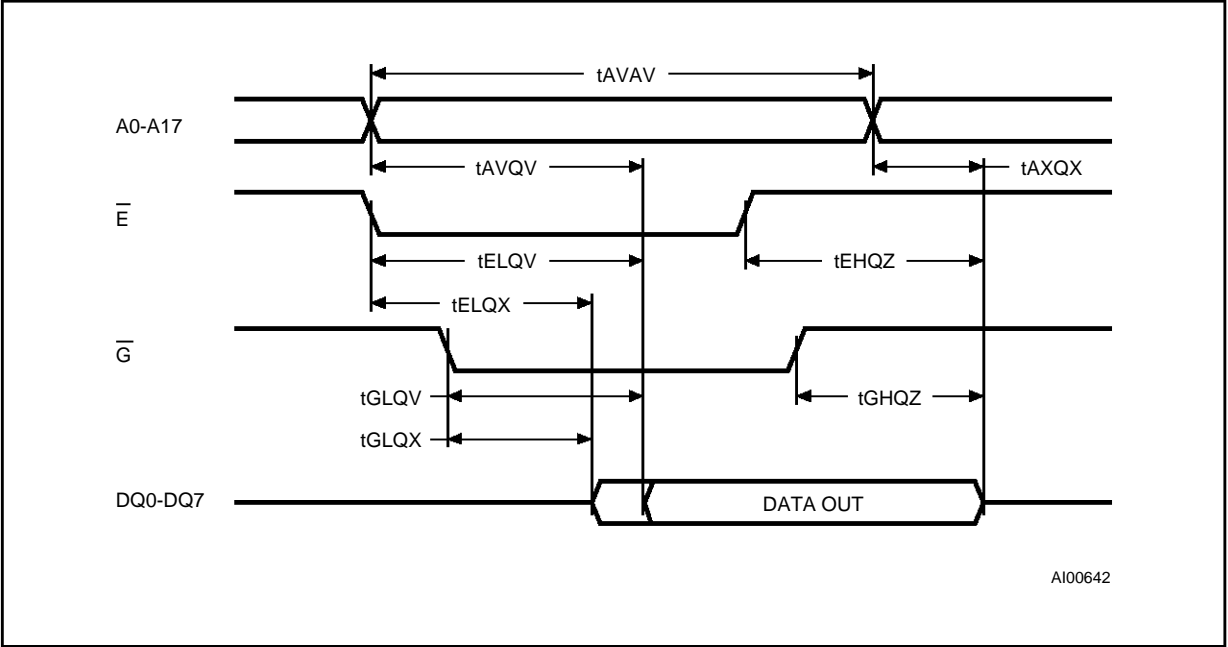 tAVAV
A0-A17
tAVQV
tAXQX
E
tELQV
tEHQZ
tELQX
G
tGLQV
tGHQZ
tGLQX
DQ0-DQ7
DATA OUT
AI00642